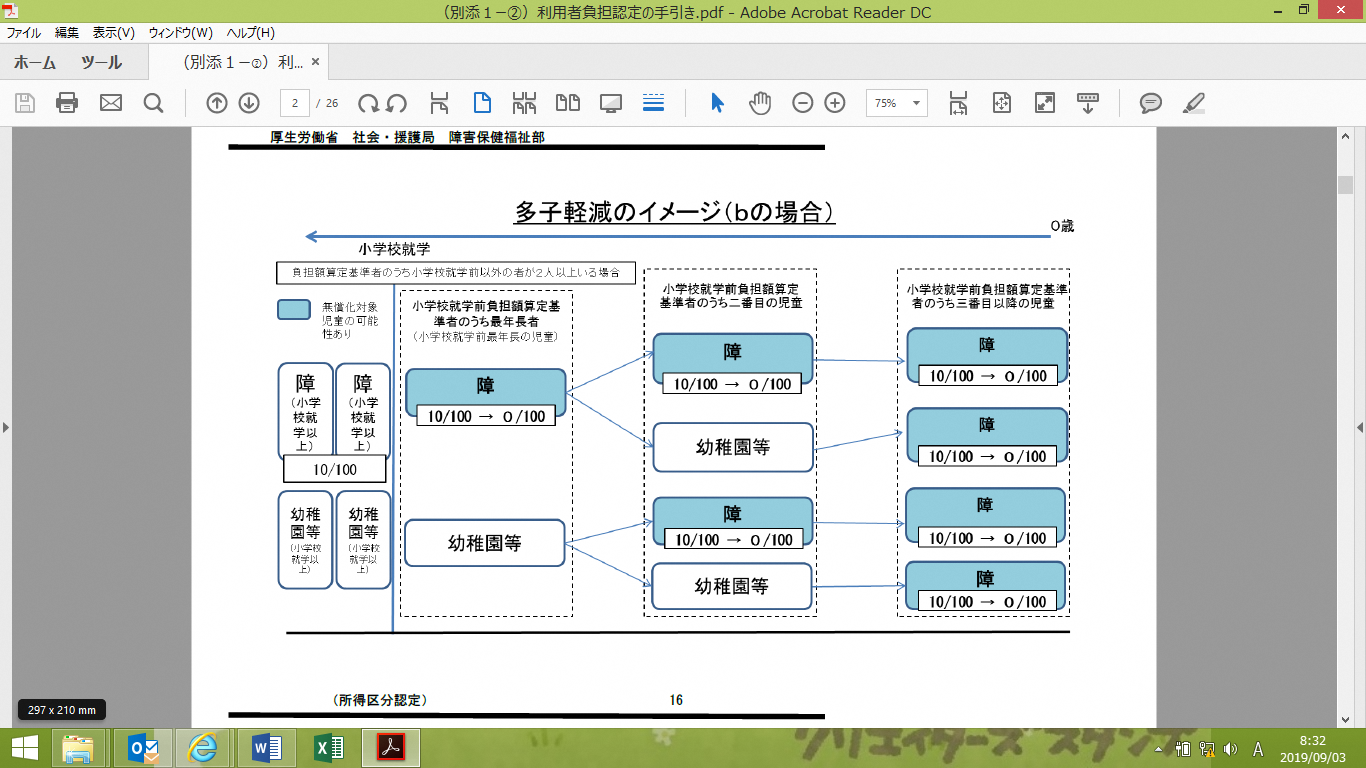 （別添１－②）利用者負担認定の手引き.pdf - Adobe Acrobat Reader DC
ファイル 編集 表示(V) ウィンドウ(W) ヘルプ(H)
ホーム ツール （別添１－②）利... ×
2 / 26 75%
厚生労働省 社会・援護局 障害保健福祉部
多子軽減のイメージ（ｂの場合）
０歳
小学校就学
負担額算定基準者のうち小学校就学前以外の者が２人以上いる場合
無償化対象
児童の可能
性あり
障
（小学
校就
学以
上）
障
（小学
校就
学以
上）
10/100
幼稚
園等
（小学校
就学以
上）
幼稚
園等
（小学校
就学以
上）
小学校就学前負担額算定基
準者のうち最年長者
（小学校就学前最年長の児童）
障
10/100 → ０/100
幼稚園等
小学校就学前負担額算定
基準者のうち二番目の児童
障
10/100 → ０/100
幼稚園等
障
10/100 → ０/100
幼稚園等
小学校就学前負担額算定基準
者のうち三番目以降の児童
障
10/100 → ０/100
障
10/100 → ０/100
障
10/100 → ０/100
障
10/100 → ０/100
（所得区分認定）
16
297 x 210 mm
クリエイターズ スタンプ
A
8:32
2019/09/03